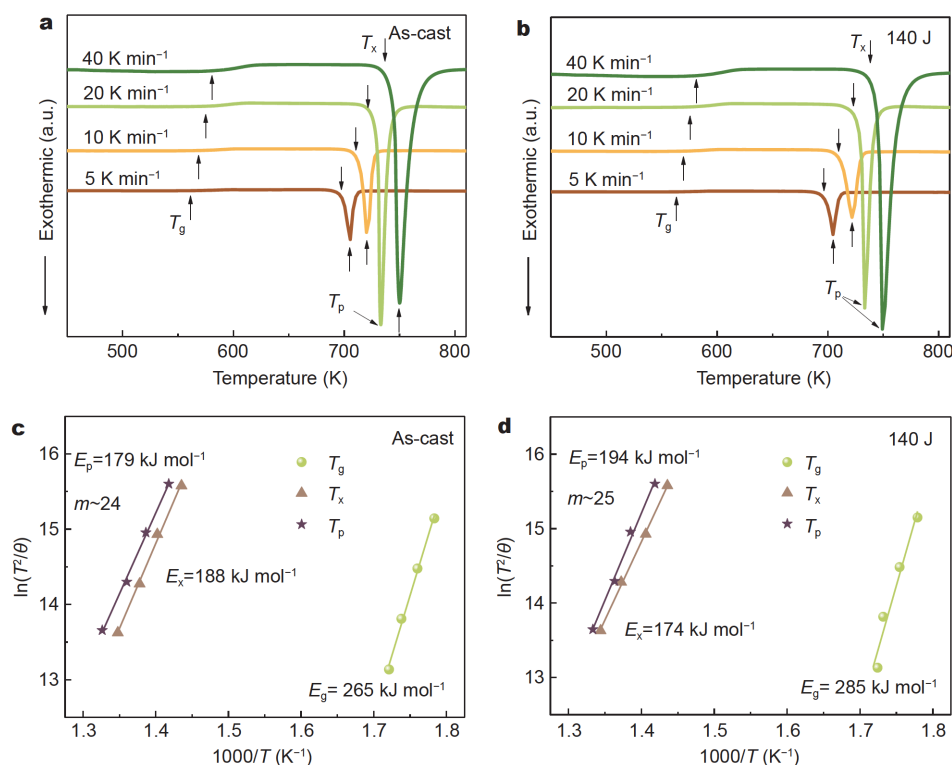 a
As-cast
Tx
40 K min⁻¹
20 K min⁻¹
10 K min⁻¹
5 K min⁻¹
Tg
Tp
Exothermic (a.u.)
500 600 700 800
Temperature (K)
b
140 J
Tx
40 K min⁻¹
20 K min⁻¹
10 K min⁻¹
5 K min⁻¹
Tg
Tp
Exothermic (a.u.)
500 600 700 800
Temperature (K)
c
As-cast
Ep=179 kJ mol⁻¹
m~24
Tg
Tx
Tp
Ex=188 kJ mol⁻¹
Eg=265 kJ mol⁻¹
ln(T²/θ)
16
15
14
13
1.3 1.4 1.5 1.6 1.7 1.8
1000/T (K⁻¹)
d
140 J
Ep=194 kJ mol⁻¹
m~25
Tg
Tx
Tp
Ex=174 kJ mol⁻¹
Eg=285 kJ mol⁻¹
ln(T²/θ)
16
15
14
13
1.3 1.4 1.5 1.6 1.7 1.8
1000/T (K⁻¹)